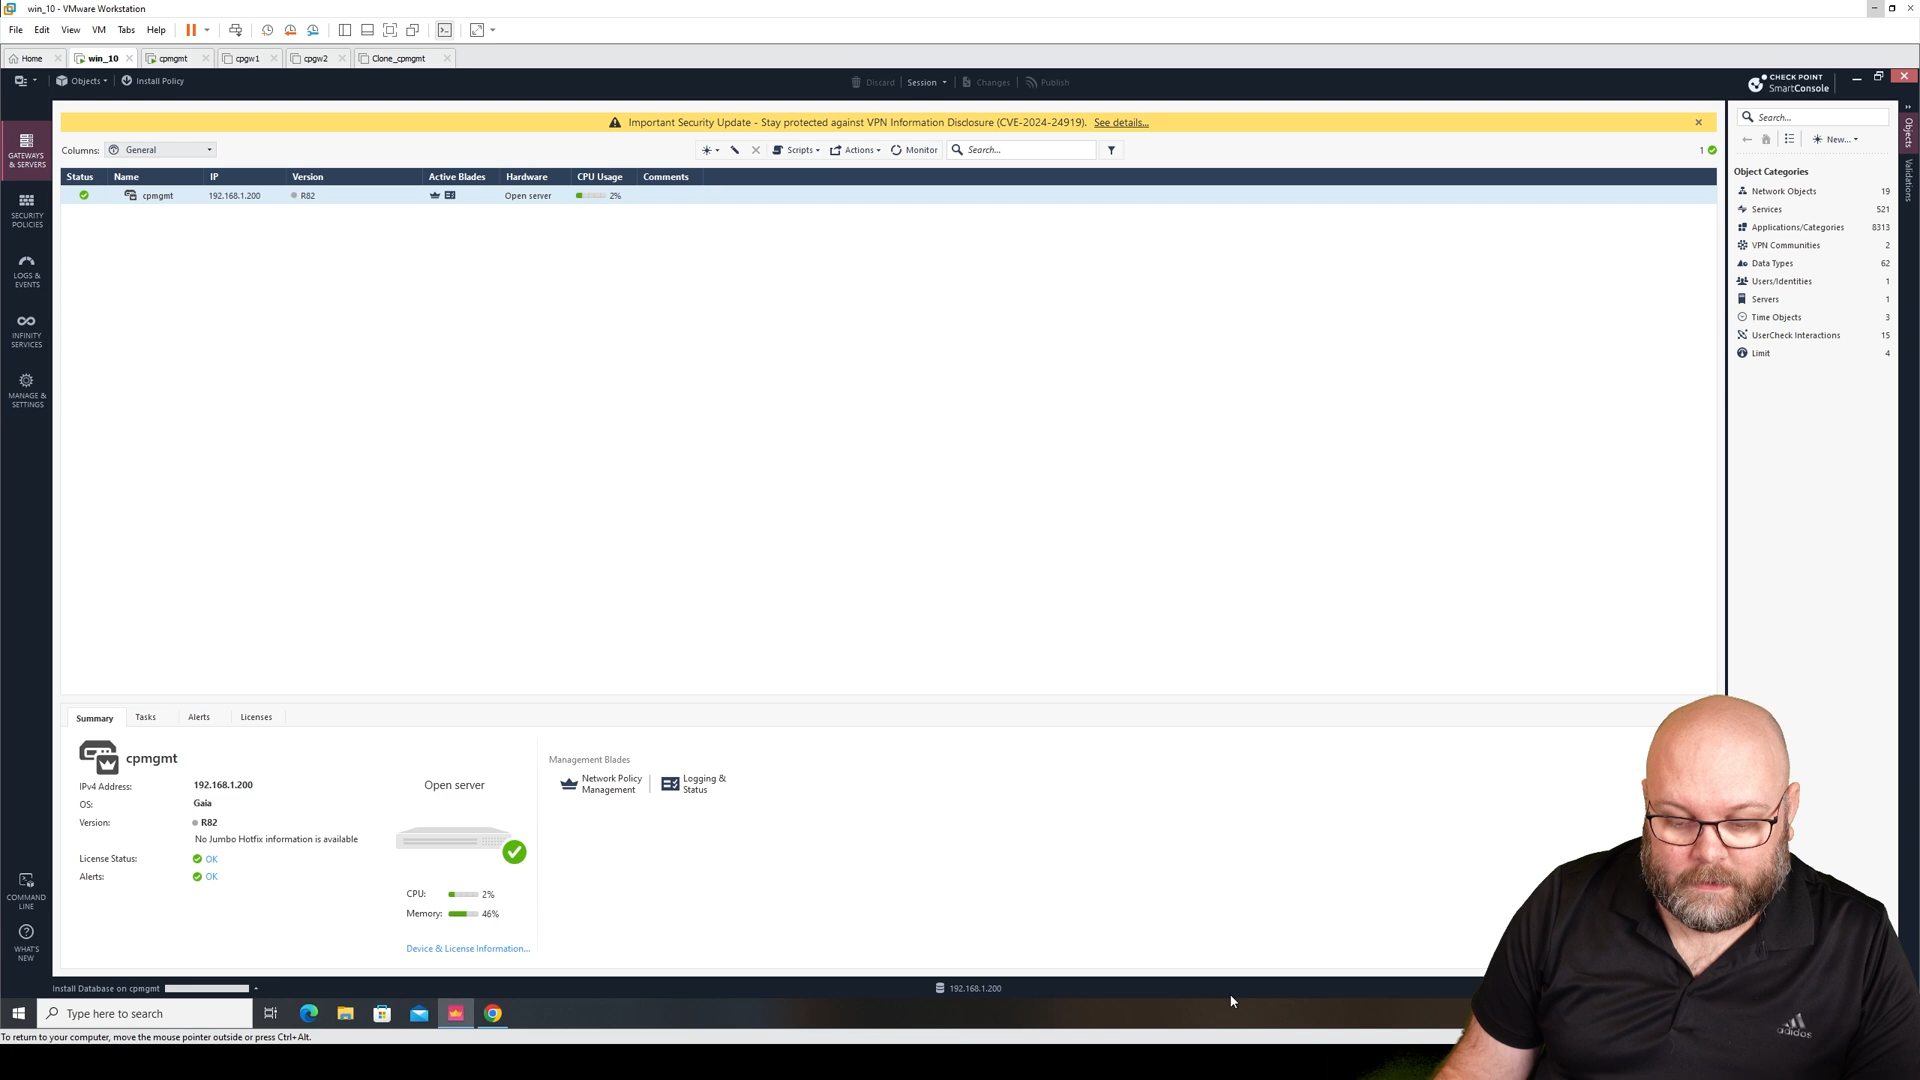 win_10 - VMware Workstation
File Edit View VM Tabs Help
Home win_10 cpmgmt cpgw1 cpgw2 Clone_cpmgmt
Objects Install Policy Discard Session Changes Publish CHECK POINT SmartConsole
Important Security Update - Stay protected against VPN Information Disclosure (CVE-2024-24919). See details...
Columns: General Scripts Actions Monitor Search... 1
Status Name IP Version Active Blades Hardware CPU Usage Comments
cpmgmt 192.168.1.200 R82 Open server 2%
GATEWAYS & SERVERS
SECURITY POLICIES
LOGS & EVENTS
INFINITY SERVICES
MANAGE & SETTINGS
COMMAND LINE
WHAT'S NEW
Search...
New...
Object Categories
Network Objects 19
Services 521
Applications/Categories 8313
VPN Communities 2
Data Types 62
Users/Identities 1
Servers 1
Time Objects 3
UserCheck Interactions 15
Limit 4
Objects
Validations
Summary Tasks Alerts Licenses
cpmgmt
IPv4 Address: 192.168.1.200
OS: Gaia
Version: R82
No Jumbo Hotfix information is available
License Status: OK
Alerts: OK
Open server
CPU: 2%
Memory: 46%
Device & License Information...
Management Blades
Network Policy Management
Logging & Status
Install Database on cpmgmt 192.168.1.200
Type here to search
To return to your computer, move the mouse pointer outside or press Ctrl+Alt.
adidas